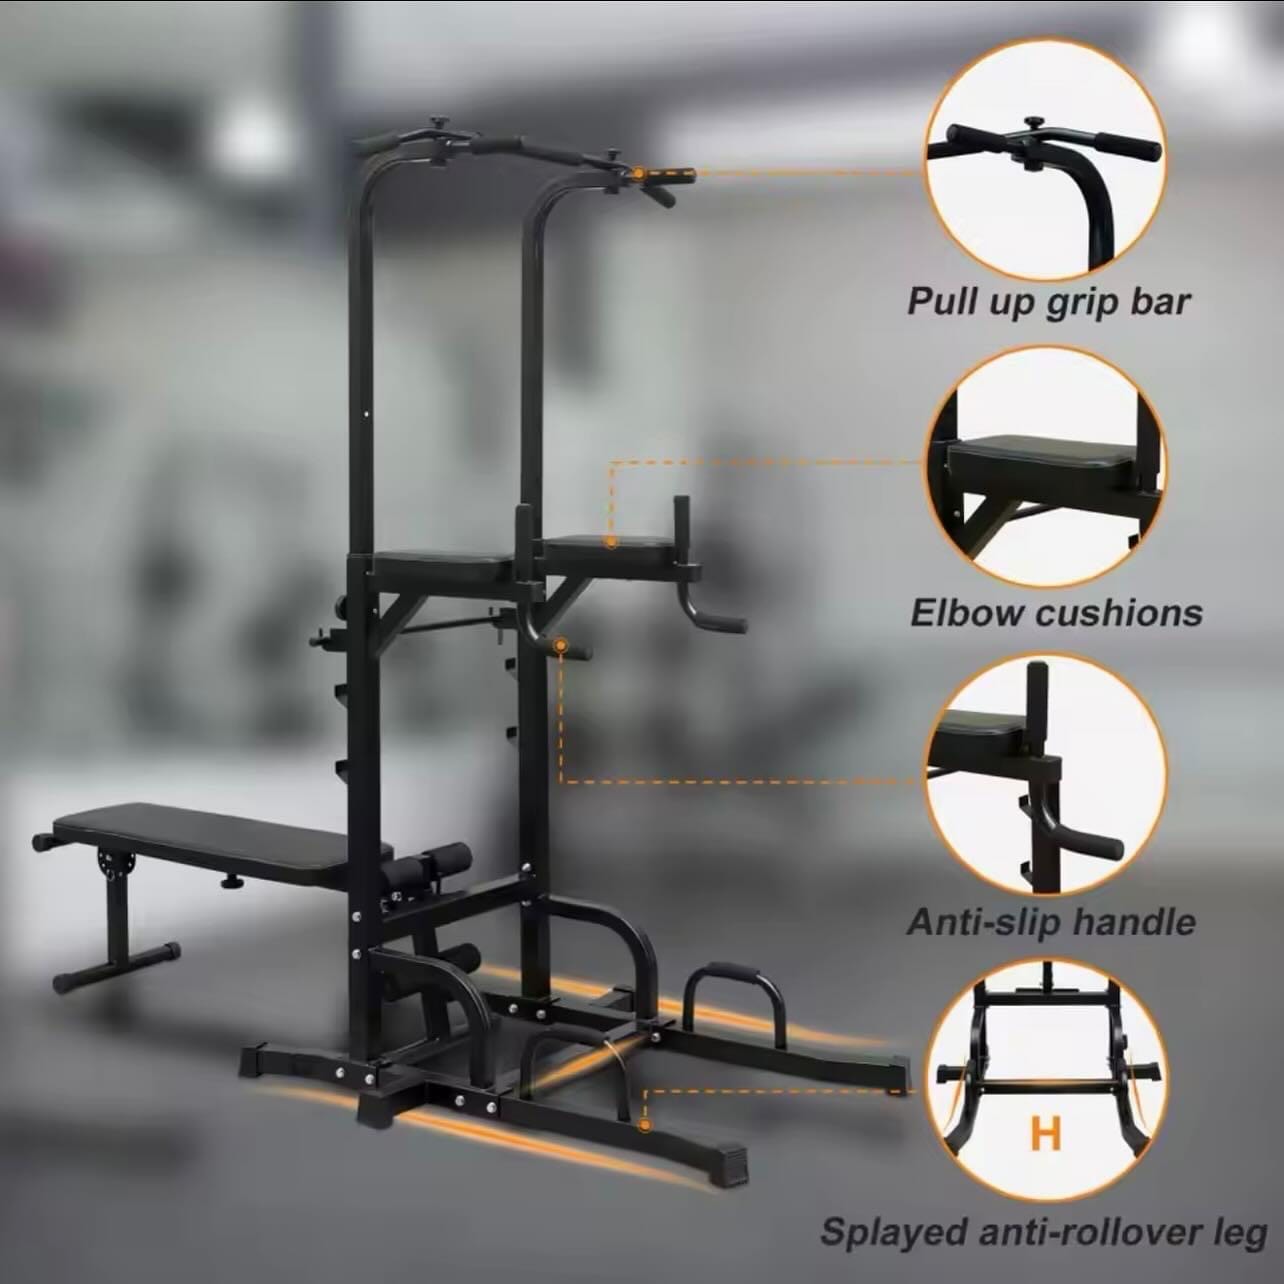 Pull up grip bar
Elbow cushions
Anti-slip handle
H
Splayed anti-rollover leg